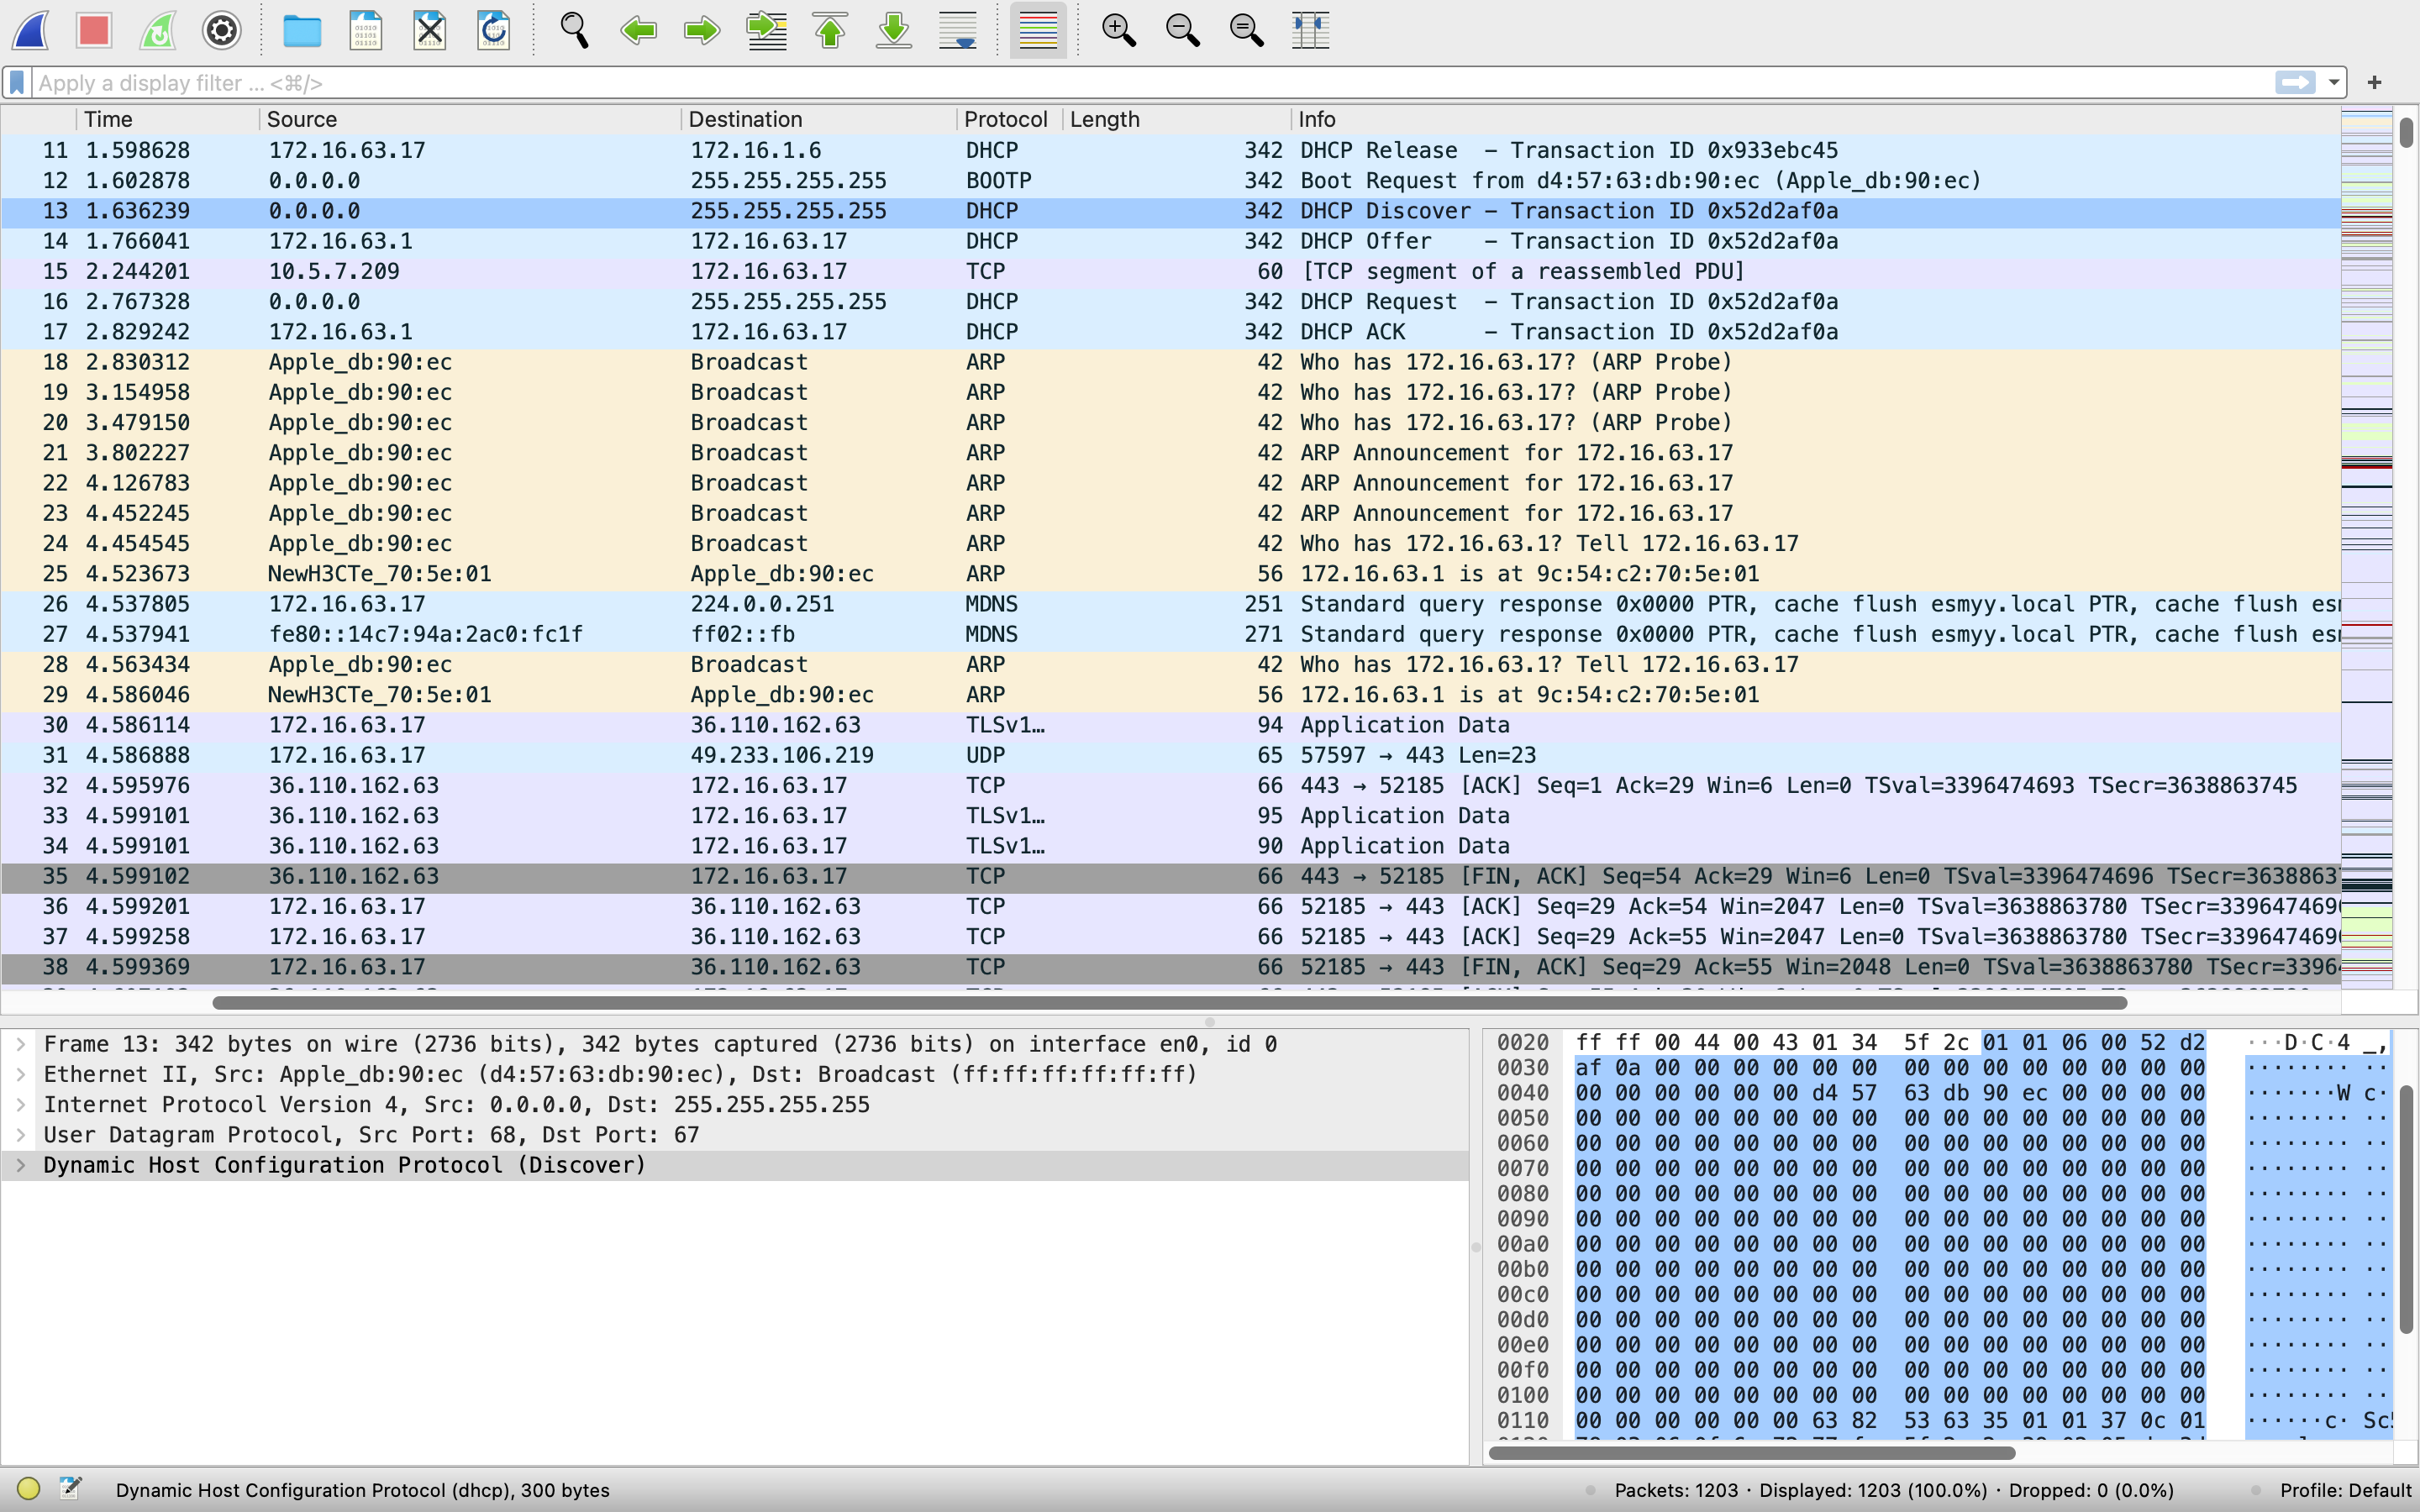 Apply a display filter ... <⌘/>
+
Time Source Destination Protocol Length Info
11 1.598628 172.16.63.17 172.16.1.6 DHCP 342 DHCP Release – Transaction ID 0x933ebc45
12 1.602878 0.0.0.0 255.255.255.255 BOOTP 342 Boot Request from d4:57:63:db:90:ec (Apple_db:90:ec)
13 1.636239 0.0.0.0 255.255.255.255 DHCP 342 DHCP Discover – Transaction ID 0x52d2af0a
14 1.766041 172.16.63.1 172.16.63.17 DHCP 342 DHCP Offer – Transaction ID 0x52d2af0a
15 2.244201 10.5.7.209 172.16.63.17 TCP 60 [TCP segment of a reassembled PDU]
16 2.767328 0.0.0.0 255.255.255.255 DHCP 342 DHCP Request – Transaction ID 0x52d2af0a
17 2.829242 172.16.63.1 172.16.63.17 DHCP 342 DHCP ACK – Transaction ID 0x52d2af0a
18 2.830312 Apple_db:90:ec Broadcast ARP 42 Who has 172.16.63.17? (ARP Probe)
19 3.154958 Apple_db:90:ec Broadcast ARP 42 Who has 172.16.63.17? (ARP Probe)
20 3.479150 Apple_db:90:ec Broadcast ARP 42 Who has 172.16.63.17? (ARP Probe)
21 3.802227 Apple_db:90:ec Broadcast ARP 42 ARP Announcement for 172.16.63.17
22 4.126783 Apple_db:90:ec Broadcast ARP 42 ARP Announcement for 172.16.63.17
23 4.452245 Apple_db:90:ec Broadcast ARP 42 ARP Announcement for 172.16.63.17
24 4.454545 Apple_db:90:ec Broadcast ARP 42 Who has 172.16.63.1? Tell 172.16.63.17
25 4.523673 NewH3CTe_70:5e:01 Apple_db:90:ec ARP 56 172.16.63.1 is at 9c:54:c2:70:5e:01
26 4.537805 172.16.63.17 224.0.0.251 MDNS 251 Standard query response 0x0000 PTR, cache flush esmyy.local PTR, cache flush esm
27 4.537941 fe80::14c7:94a:2ac0:fc1f ff02::fb MDNS 271 Standard query response 0x0000 PTR, cache flush esmyy.local PTR, cache flush esm
28 4.563434 Apple_db:90:ec Broadcast ARP 42 Who has 172.16.63.1? Tell 172.16.63.17
29 4.586046 NewH3CTe_70:5e:01 Apple_db:90:ec ARP 56 172.16.63.1 is at 9c:54:c2:70:5e:01
30 4.586114 172.16.63.17 36.110.162.63 TLSv1… 94 Application Data
31 4.586888 172.16.63.17 49.233.106.219 UDP 65 57597 → 443 Len=23
32 4.595976 36.110.162.63 172.16.63.17 TCP 66 443 → 52185 [ACK] Seq=1 Ack=29 Win=6 Len=0 TSval=3396474693 TSecr=3638863745
33 4.599101 36.110.162.63 172.16.63.17 TLSv1… 95 Application Data
34 4.599101 36.110.162.63 172.16.63.17 TLSv1… 90 Application Data
35 4.599102 36.110.162.63 172.16.63.17 TCP 66 443 → 52185 [FIN, ACK] Seq=54 Ack=29 Win=6 Len=0 TSval=3396474696 TSecr=3638863
36 4.599201 172.16.63.17 36.110.162.63 TCP 66 52185 → 443 [ACK] Seq=29 Ack=54 Win=2047 Len=0 TSval=3638863780 TSecr=339647469
37 4.599258 172.16.63.17 36.110.162.63 TCP 66 52185 → 443 [ACK] Seq=29 Ack=55 Win=2047 Len=0 TSval=3638863780 TSecr=339647469
38 4.599369 172.16.63.17 36.110.162.63 TCP 66 52185 → 443 [FIN, ACK] Seq=29 Ack=55 Win=2048 Len=0 TSval=3638863780 TSecr=3396
Frame 13: 342 bytes on wire (2736 bits), 342 bytes captured (2736 bits) on interface en0, id 0
Ethernet II, Src: Apple_db:90:ec (d4:57:63:db:90:ec), Dst: Broadcast (ff:ff:ff:ff:ff:ff)
Internet Protocol Version 4, Src: 0.0.0.0, Dst: 255.255.255.255
User Datagram Protocol, Src Port: 68, Dst Port: 67
Dynamic Host Configuration Protocol (Discover)
0020 ff ff 00 44 00 43 01 34 5f 2c 01 01 06 00 52 d2 ···D·C·4 _,
0030 af 0a 00 00 00 00 00 00 00 00 00 00 00 00 00 00 ········ ··
0040 00 00 00 00 00 00 d4 57 63 db 90 ec 00 00 00 00 ·······W c·
0050 00 00 00 00 00 00 00 00 00 00 00 00 00 00 00 00 ········ ··
0060 00 00 00 00 00 00 00 00 00 00 00 00 00 00 00 00 ········ ··
0070 00 00 00 00 00 00 00 00 00 00 00 00 00 00 00 00 ········ ··
0080 00 00 00 00 00 00 00 00 00 00 00 00 00 00 00 00 ········ ··
0090 00 00 00 00 00 00 00 00 00 00 00 00 00 00 00 00 ········ ··
00a0 00 00 00 00 00 00 00 00 00 00 00 00 00 00 00 00 ········ ··
00b0 00 00 00 00 00 00 00 00 00 00 00 00 00 00 00 00 ········ ··
00c0 00 00 00 00 00 00 00 00 00 00 00 00 00 00 00 00 ········ ··
00d0 00 00 00 00 00 00 00 00 00 00 00 00 00 00 00 00 ········ ··
00e0 00 00 00 00 00 00 00 00 00 00 00 00 00 00 00 00 ········ ··
00f0 00 00 00 00 00 00 00 00 00 00 00 00 00 00 00 00 ········ ··
0100 00 00 00 00 00 00 00 00 00 00 00 00 00 00 00 00 ········ ··
0110 00 00 00 00 00 00 63 82 53 63 35 01 01 37 0c 01 ······c· Sc5
Dynamic Host Configuration Protocol (dhcp), 300 bytes
Packets: 1203 · Displayed: 1203 (100.0%) · Dropped: 0 (0.0%)
Profile: Default